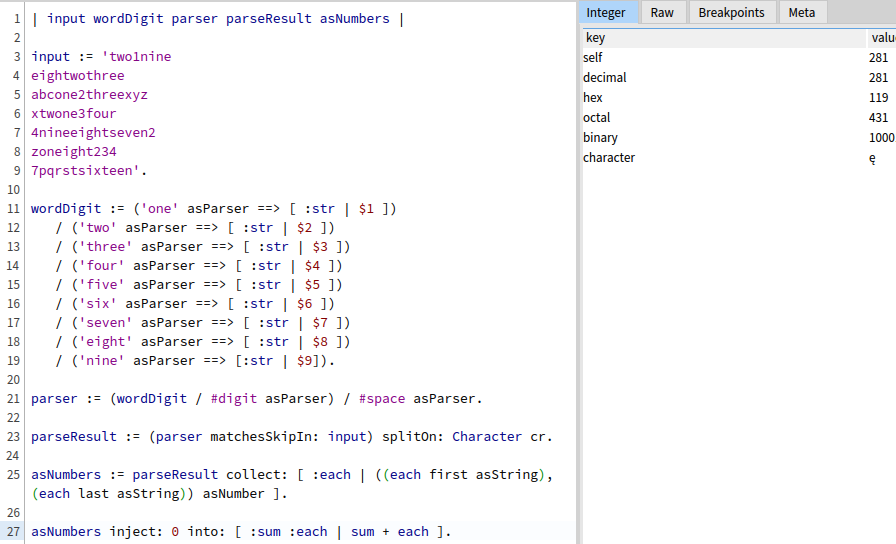 1 | input wordDigit parser parseResult asNumbers |
2
3 input := 'two1nine
4 eightwothree
5 abcone2threexyz
6 xtwone3four
7 4nineeightseven2
8 zoneight234
9 7pqrstsixteen'.
10
11 wordDigit := ('one' asParser ==> [ :str | $1 ])
12 / ('two' asParser ==> [ :str | $2 ])
13 / ('three' asParser ==> [ :str | $3 ])
14 / ('four' asParser ==> [ :str | $4 ])
15 / ('five' asParser ==> [ :str | $5 ])
16 / ('six' asParser ==> [ :str | $6 ])
17 / ('seven' asParser ==> [ :str | $7 ])
18 / ('eight' asParser ==> [ :str | $8 ])
19 / ('nine' asParser ==> [:str | $9]).
20
21 parser := (wordDigit / #digit asParser) / #space asParser.
22
23 parseResult := (parser matchesSkipIn: input) splitOn: Character cr.
24
25 asNumbers := parseResult collect: [ :each | ((each first asString),
(each last asString)) asNumber ].
26
27 asNumbers inject: 0 into: [ :sum :each | sum + each ].
Integer Raw Breakpoints Meta
key valu
self 281
decimal 281
hex 119
octal 431
binary 1000
character ę